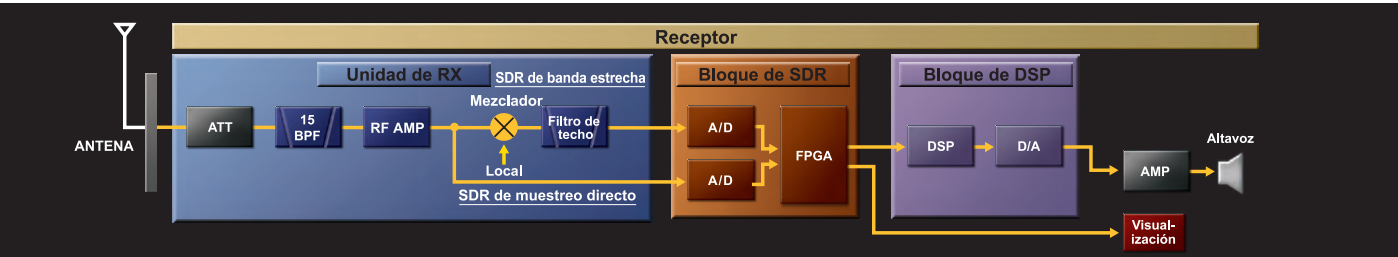 Receptor
Unidad de RX
Bloque de SDR
Bloque de DSP
SDR de banda estrecha
Mezclador
ANTENA
ATT
15
BPF
RF AMP
Filtro de
techo
Local
SDR de muestreo directo
A/D
A/D
FPGA
DSP
D/A
AMP
Altavoz
Visual-
ización